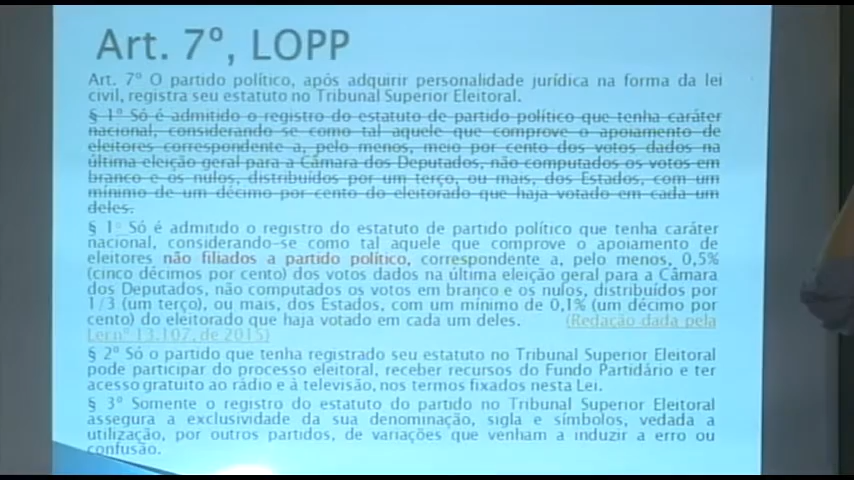 Art. 7º, LOPP
Art. 7º O partido político, após adquirir personalidade jurídica na forma da lei
civil, registra seu estatuto no Tribunal Superior Eleitoral.
§ 1º Só é admitido o registro do estatuto de partido político que tenha caráter
nacional, considerando-se como tal aquele que comprove o apoiamento de
eleitores correspondente a, pelo menos, meio por cento dos votos dados na
última eleição geral para a Câmara dos Deputados, não computados os votos em
branco e os nulos, distribuídos por um terço, ou mais, dos Estados, com um
mínimo de um décimo por cento do eleitorado que haja votado em cada um
deles.
§ 1º Só é admitido o registro do estatuto de partido político que tenha caráter
nacional, considerando-se como tal aquele que comprove o apoiamento de
eleitores não filiados a partido político, correspondente a, pelo menos, 0,5%
(cinco décimos por cento) dos votos dados na última eleição geral para a Câmara
dos Deputados, não computados os votos em branco e os nulos, distribuídos por
1/3 (um terço), ou mais, dos Estados, com um mínimo de 0,1% (um décimo por
cento) do eleitorado que haja votado em cada um deles. (Redação dada pela
Lei nº 13.107, de 2015)
§ 2º Só o partido que tenha registrado seu estatuto no Tribunal Superior Eleitoral
pode participar do processo eleitoral, receber recursos do Fundo Partidário e ter
acesso gratuito ao rádio e à televisão, nos termos fixados nesta Lei.
§ 3º Somente o registro do estatuto do partido no Tribunal Superior Eleitoral
assegura a exclusividade da sua denominação, sigla e símbolos, vedada a
utilização, por outros partidos, de variações que venham a induzir a erro ou
confusão.